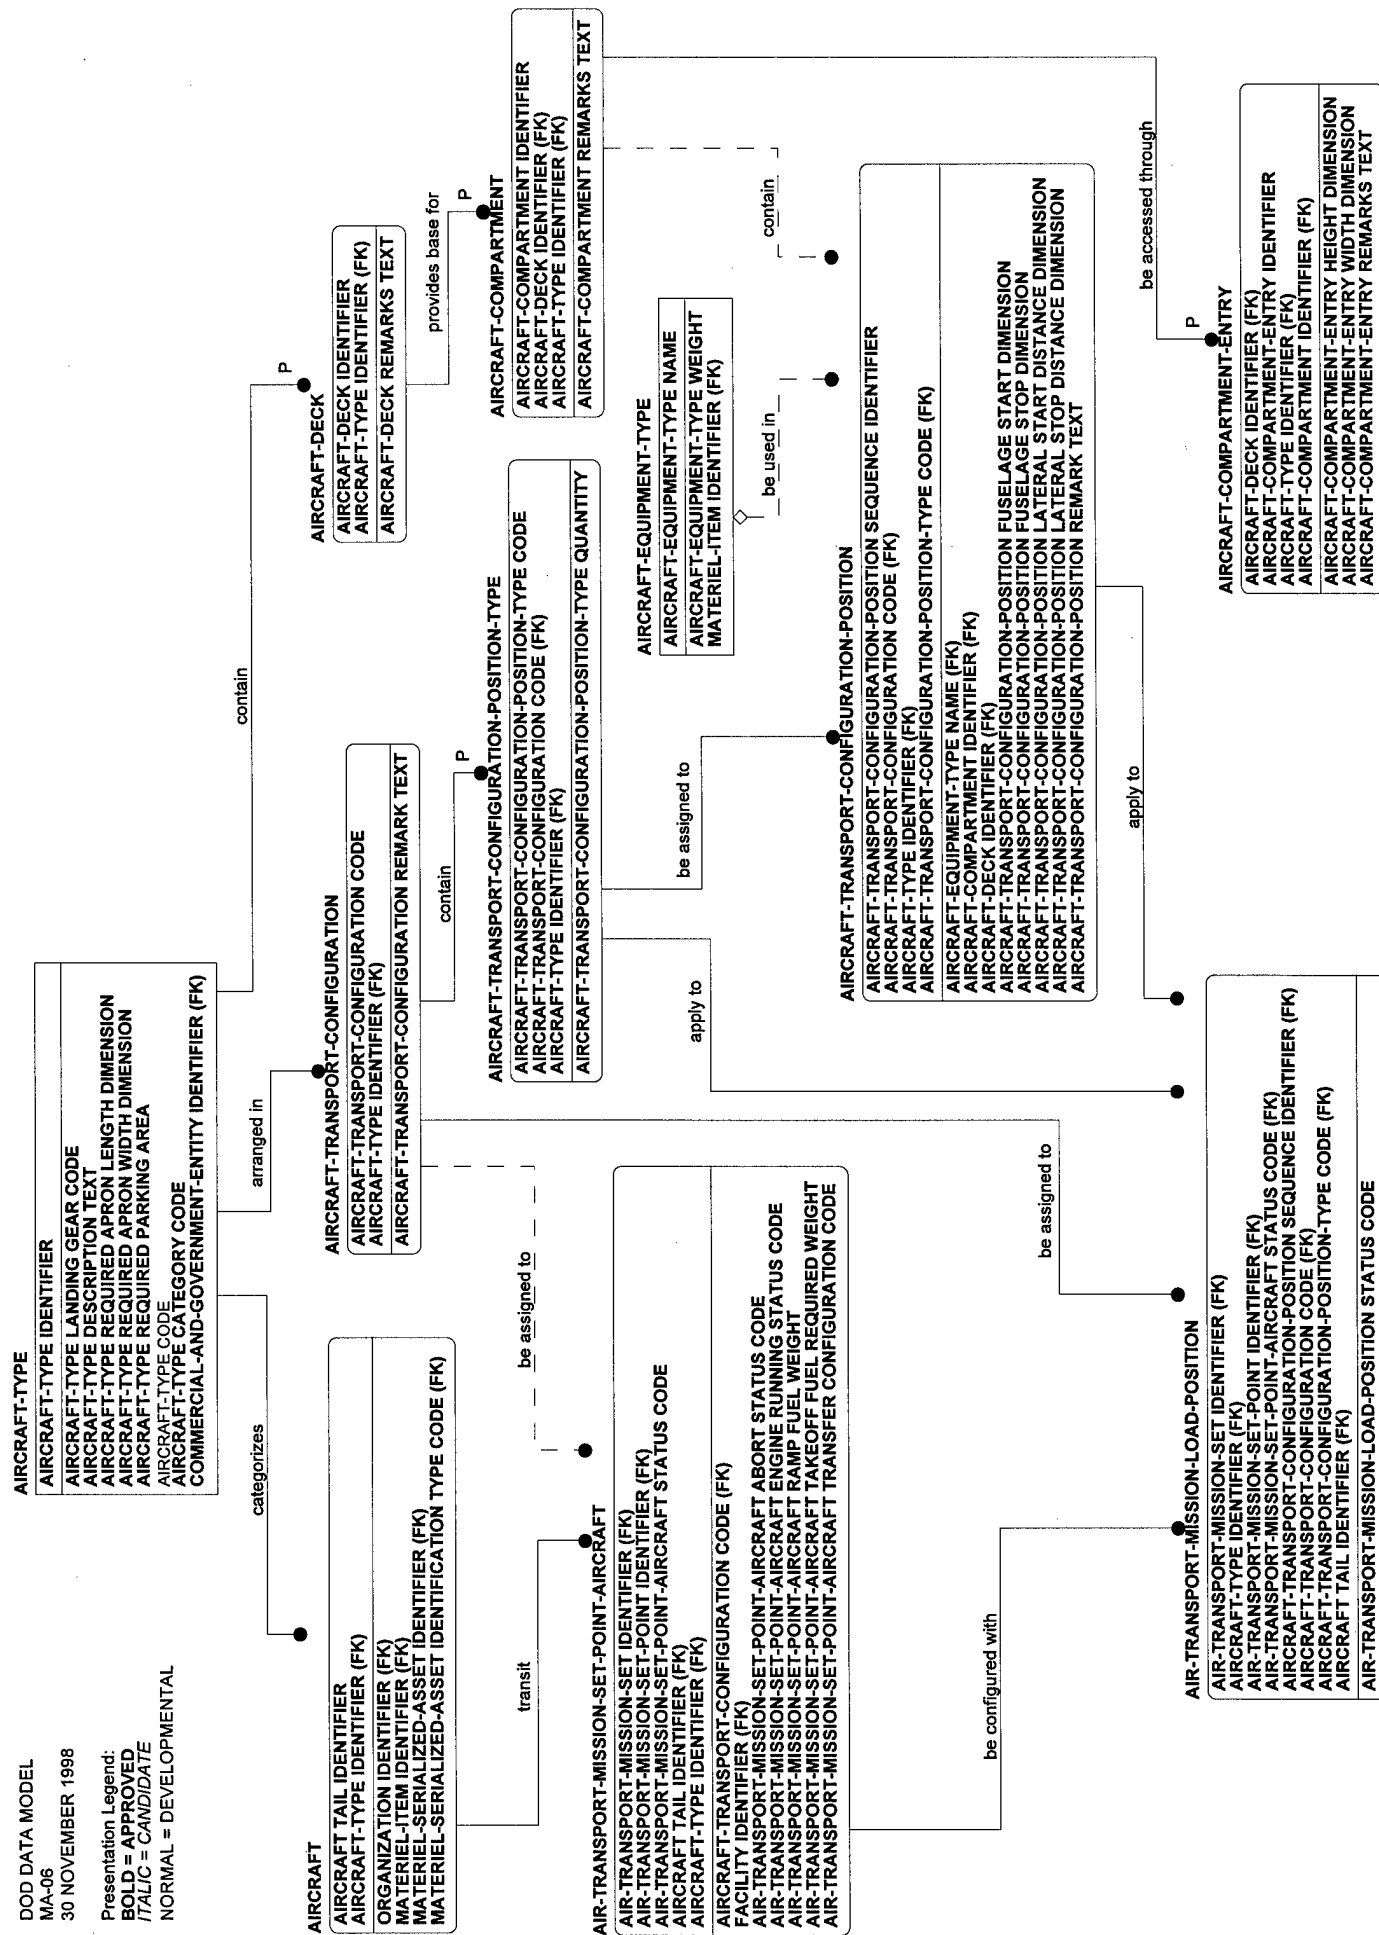 DOD DATA MODEL
MA-06
30 NOVEMBER 1998
Presentation Legend:
BOLD = APPROVED
ITALIC = CANDIDATE
NORMAL = DEVELOPMENTAL
AIRCRAFT-TYPE
AIRCRAFT-TYPE IDENTIFIER
AIRCRAFT-TYPE LANDING GEAR CODE
AIRCRAFT-TYPE DESCRIPTION TEXT
AIRCRAFT-TYPE REQUIRED APRON LENGTH DIMENSION
AIRCRAFT-TYPE REQUIRED APRON WIDTH DIMENSION
AIRCRAFT-TYPE REQUIRED PARKING AREA
AIRCRAFT-TYPE CODE
AIRCRAFT-TYPE CATEGORY CODE
COMMERCIAL-AND-GOVERNMENT-ENTITY IDENTIFIER (FK)
categorizes
arranged in
contain
AIRCRAFT
AIRCRAFT TAIL IDENTIFIER
AIRCRAFT-TYPE IDENTIFIER (FK)
ORGANIZATION IDENTIFIER (FK)
MATERIEL-ITEM IDENTIFIER (FK)
MATERIEL-SERIALIZED-ASSET IDENTIFIER (FK)
MATERIEL-SERIALIZED-ASSET IDENTIFICATION TYPE CODE (FK)
AIRCRAFT-TRANSPORT-CONFIGURATION
AIRCRAFT-TRANSPORT-CONFIGURATION CODE
AIRCRAFT-TYPE IDENTIFIER (FK)
AIRCRAFT-TRANSPORT-CONFIGURATION REMARK TEXT
P
AIRCRAFT-DECK
AIRCRAFT-DECK IDENTIFIER
AIRCRAFT-TYPE IDENTIFIER (FK)
AIRCRAFT-DECK REMARKS TEXT
transit
be assigned to
contain
P
provides base for
P
AIRCRAFT-TRANSPORT-CONFIGURATION-POSITION-TYPE
AIRCRAFT-TRANSPORT-CONFIGURATION-POSITION-TYPE CODE
AIRCRAFT-TRANSPORT-CONFIGURATION CODE (FK)
AIRCRAFT-TYPE IDENTIFIER (FK)
AIRCRAFT-TRANSPORT-CONFIGURATION-POSITION-TYPE QUANTITY
AIRCRAFT-COMPARTMENT
AIRCRAFT-COMPARTMENT IDENTIFIER
AIRCRAFT-DECK IDENTIFIER (FK)
AIRCRAFT-TYPE IDENTIFIER (FK)
AIRCRAFT-COMPARTMENT REMARKS TEXT
AIR-TRANSPORT-MISSION-SET-POINT-AIRCRAFT
AIR-TRANSPORT-MISSION-SET IDENTIFIER (FK)
AIR-TRANSPORT-MISSION-SET-POINT IDENTIFIER (FK)
AIR-TRANSPORT-MISSION-SET-POINT-AIRCRAFT STATUS CODE
AIRCRAFT TAIL IDENTIFIER (FK)
AIRCRAFT-TYPE IDENTIFIER (FK)
AIRCRAFT-TRANSPORT-CONFIGURATION CODE (FK)
FACILITY IDENTIFIER (FK)
AIR-TRANSPORT-MISSION-SET-POINT-AIRCRAFT ABORT STATUS CODE
AIR-TRANSPORT-MISSION-SET-POINT-AIRCRAFT ENGINE RUNNING STATUS CODE
AIR-TRANSPORT-MISSION-SET-POINT-AIRCRAFT RAMP FUEL WEIGHT
AIR-TRANSPORT-MISSION-SET-POINT-AIRCRAFT TAKEOFF FUEL REQUIRED WEIGHT
AIR-TRANSPORT-MISSION-SET-POINT-AIRCRAFT TRANSFER CONFIGURATION CODE
AIRCRAFT-EQUIPMENT-TYPE
AIRCRAFT-EQUIPMENT-TYPE NAME
AIRCRAFT-EQUIPMENT-TYPE WEIGHT
MATERIEL-ITEM IDENTIFIER (FK)
apply to
be assigned to
be used in
contain
AIRCRAFT-TRANSPORT-CONFIGURATION-POSITION
AIRCRAFT-TRANSPORT-CONFIGURATION-POSITION SEQUENCE IDENTIFIER
AIRCRAFT-TRANSPORT-CONFIGURATION CODE (FK)
AIRCRAFT-TYPE IDENTIFIER (FK)
AIRCRAFT-TRANSPORT-CONFIGURATION-POSITION-TYPE CODE (FK)
AIRCRAFT-EQUIPMENT-TYPE NAME (FK)
AIRCRAFT-COMPARTMENT IDENTIFIER (FK)
AIRCRAFT-DECK IDENTIFIER (FK)
AIRCRAFT-TRANSPORT-CONFIGURATION-POSITION FUSELAGE START DIMENSION
AIRCRAFT-TRANSPORT-CONFIGURATION-POSITION FUSELAGE STOP DIMENSION
AIRCRAFT-TRANSPORT-CONFIGURATION-POSITION LATERAL START DISTANCE DIMENSION
AIRCRAFT-TRANSPORT-CONFIGURATION-POSITION LATERAL STOP DISTANCE DIMENSION
AIRCRAFT-TRANSPORT-CONFIGURATION-POSITION REMARK TEXT
be configured with
be assigned to
apply to
be accessed through
P
AIR-TRANSPORT-MISSION-LOAD-POSITION
AIR-TRANSPORT-MISSION-SET IDENTIFIER (FK)
AIRCRAFT-TYPE IDENTIFIER (FK)
AIR-TRANSPORT-MISSION-SET-POINT IDENTIFIER (FK)
AIR-TRANSPORT-MISSION-SET-POINT-AIRCRAFT STATUS CODE (FK)
AIRCRAFT-TRANSPORT-CONFIGURATION-POSITION SEQUENCE IDENTIFIER (FK)
AIRCRAFT-TRANSPORT-CONFIGURATION CODE (FK)
AIRCRAFT-TRANSPORT-CONFIGURATION-POSITION-TYPE CODE (FK)
AIRCRAFT TAIL IDENTIFIER (FK)
AIR-TRANSPORT-MISSION-LOAD-POSITION STATUS CODE
AIRCRAFT-COMPARTMENT-ENTRY
AIRCRAFT-DECK IDENTIFIER (FK)
AIRCRAFT-COMPARTMENT-ENTRY IDENTIFIER
AIRCRAFT-TYPE IDENTIFIER (FK)
AIRCRAFT-COMPARTMENT IDENTIFIER (FK)
AIRCRAFT-COMPARTMENT-ENTRY HEIGHT DIMENSION
AIRCRAFT-COMPARTMENT-ENTRY WIDTH DIMENSION
AIRCRAFT-COMPARTMENT-ENTRY REMARKS TEXT